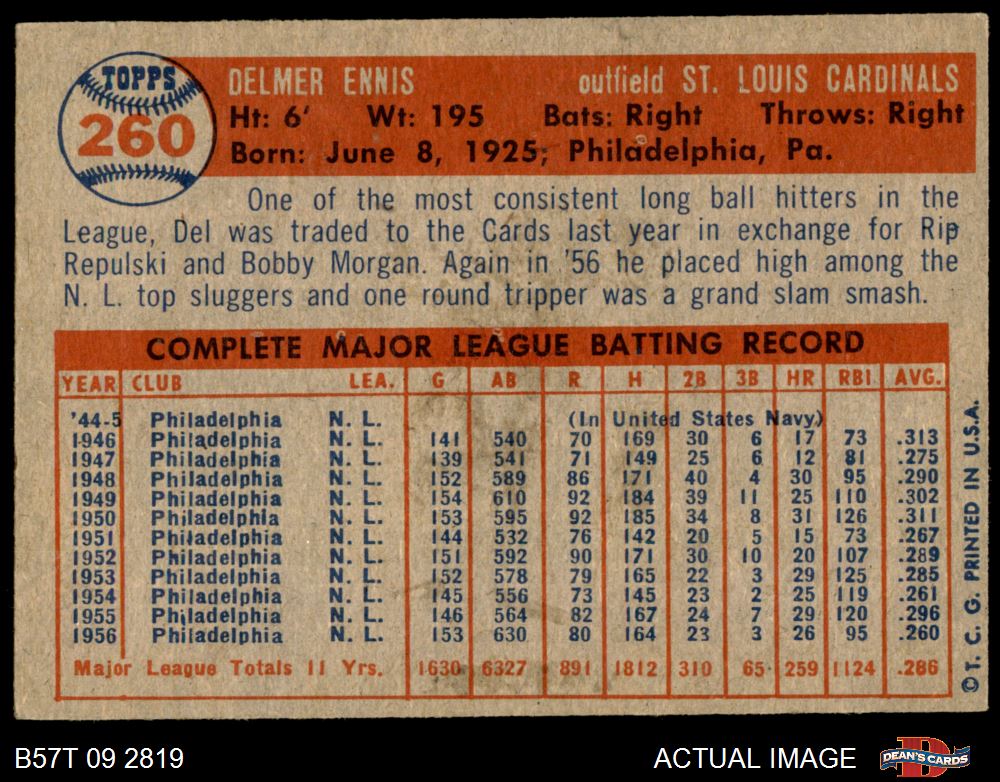 TOPPS
260
DELMER ENNIS outfield ST. LOUIS CARDINALS
Ht: 6' Wt: 195 Bats: Right Throws: Right
Born: June 8, 1925; Philadelphia, Pa.
One of the most consistent long ball hitters in the
League, Del was traded to the Cards last year in exchange for Rip
Repulski and Bobby Morgan. Again in '56 he placed high among the
N. L. top sluggers and one round tripper was a grand slam smash.
COMPLETE MAJOR LEAGUE BATTING RECORD
YEAR CLUB LEA. G AB R H 2B 3B HR RBI AVG.
'44-5 Philadelphia N. L. (In United States Navy)
1946 Philadelphia N. L. 141 540 70 169 30 6 17 73 .313
1947 Philadelphia N. L. 139 541 71 149 25 6 12 81 .275
1948 Philadelphia N. L. 152 589 86 171 40 4 30 95 .290
1949 Philadelphia N. L. 154 610 92 184 39 11 25 110 .302
1950 Philadelphia N. L. 153 595 92 185 34 8 31 126 .311
1951 Philadelphia N. L. 144 532 76 142 20 5 15 73 .267
1952 Philadelphia N. L. 151 592 90 171 30 10 20 107 .289
1953 Philadelphia N. L. 152 578 79 165 22 3 29 125 .285
1954 Philadelphia N. L. 145 556 73 145 23 2 25 119 .261
1955 Philadelphia N. L. 146 564 82 167 24 7 29 120 .296
1956 Philadelphia N. L. 153 630 80 164 23 3 26 95 .260
Major League Totals 11 Yrs. 1630 6327 891 1812 310 65 259 1124 .286
© T. C. G. PRINTED IN U.S.A.
B57T 09 2819 ACTUAL IMAGE
DEAN'S CARDS